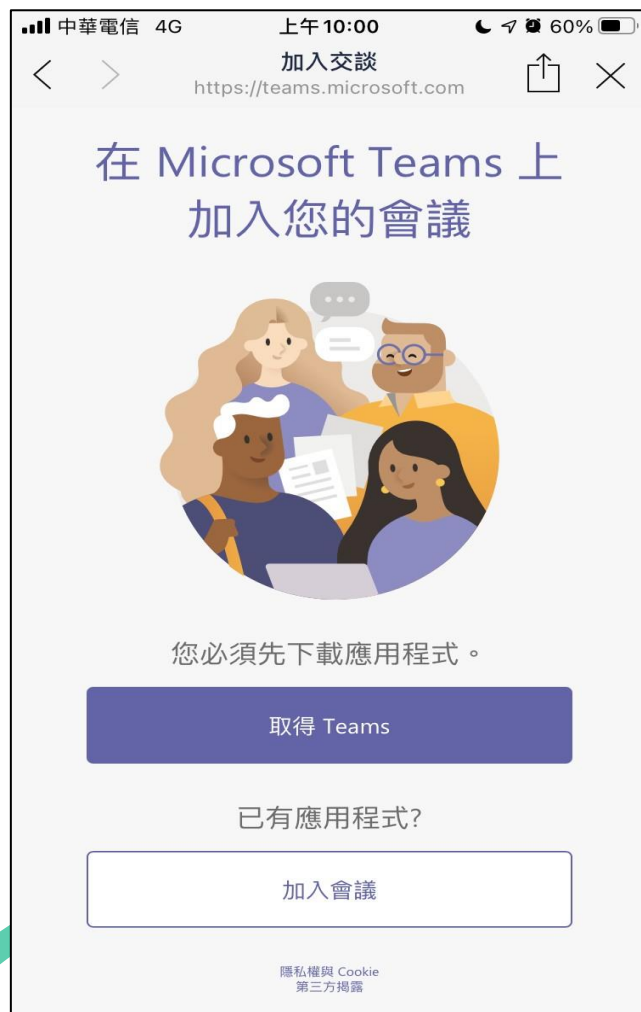 中華電信 4G 上午10:00 60%
加入交談
https://teams.microsoft.com
在 Microsoft Teams 上
加入您的會議
您必須先下載應用程式。
取得 Teams
已有應用程式?
加入會議
隱私權與 Cookie
第三方揭露